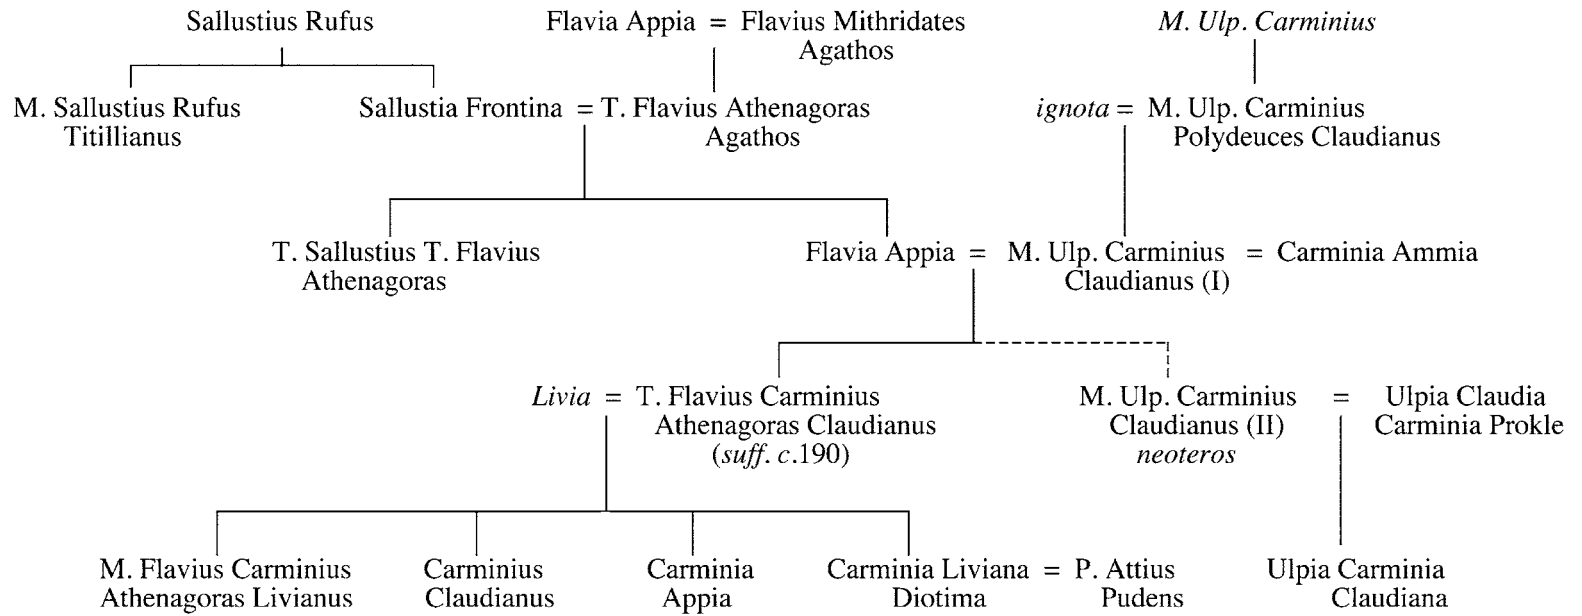 Sallustius Rufus
Flavia Appia = Flavius Mithridates
Agathos
M. Ulp. Carminius
M. Sallustius Rufus
Titillianus
Sallustia Frontina = T. Flavius Athenagoras
Agathos
ignota = M. Ulp. Carminius
Polydeuces Claudianus
T. Sallustius T. Flavius
Athenagoras
Flavia Appia = M. Ulp. Carminius = Carminia Ammia
Claudianus (I)
Livia = T. Flavius Carminius
Athenagoras Claudianus
(suff. c.190)
M. Ulp. Carminius = Ulpia Claudia
Claudianus (II) Carminia Prokle
neoteros
M. Flavius Carminius
Athenagoras Livianus
Carminius
Claudianus
Carminia
Appia
Carminia Liviana = P. Attius
Diotima Pudens
Ulpia Carminia
Claudiana